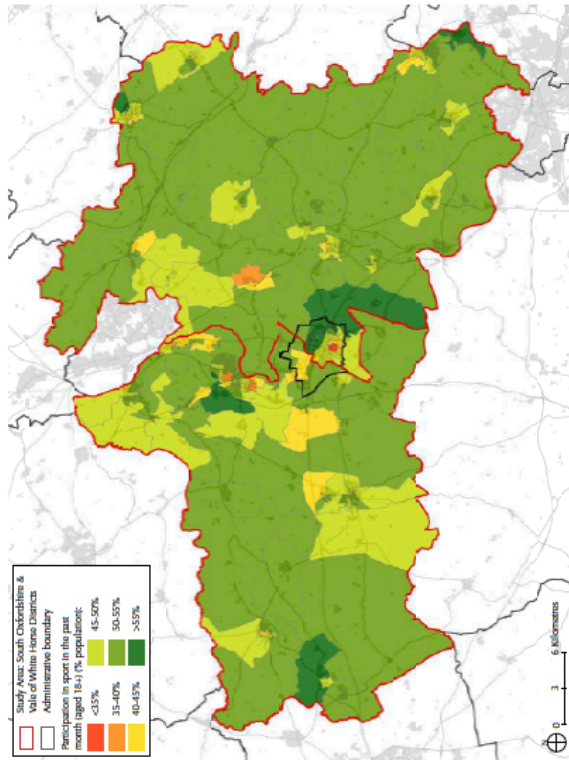 Study Area: South Oxfordshire &
Vale of White Horse Districts
Administrative boundary
Participation in sport in the past
month (aged 18+) (% population):
<35%
45-50%
35-40%
50-55%
40-45%
>55%
N
0 3 6 Kilometres